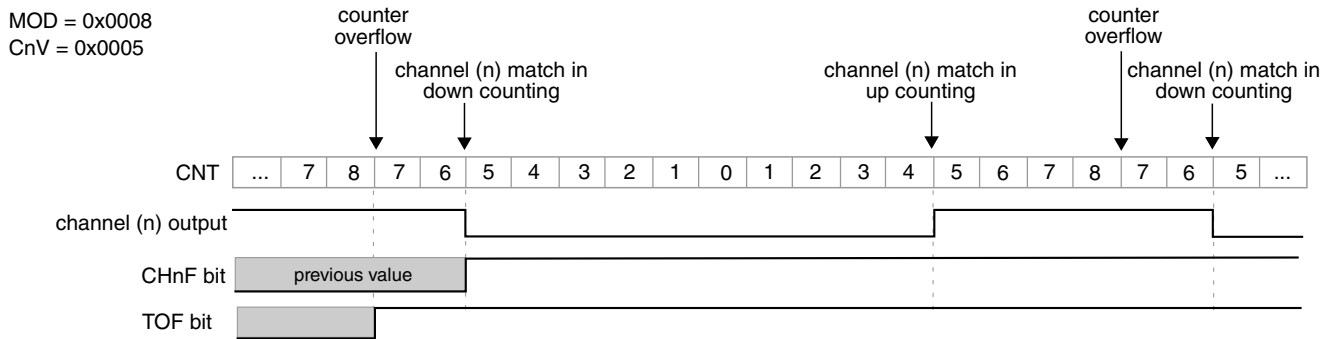 MOD = 0x0008
CnV = 0x0005
counter
overflow
channel (n) match in
down counting
channel (n) match in
up counting
counter
overflow
channel (n) match in
down counting
CNT ... 7 8 7 6 5 4 3 2 1 0 1 2 3 4 5 6 7 8 7 6 5 ...
channel (n) output
CHnF bit previous value
TOF bit